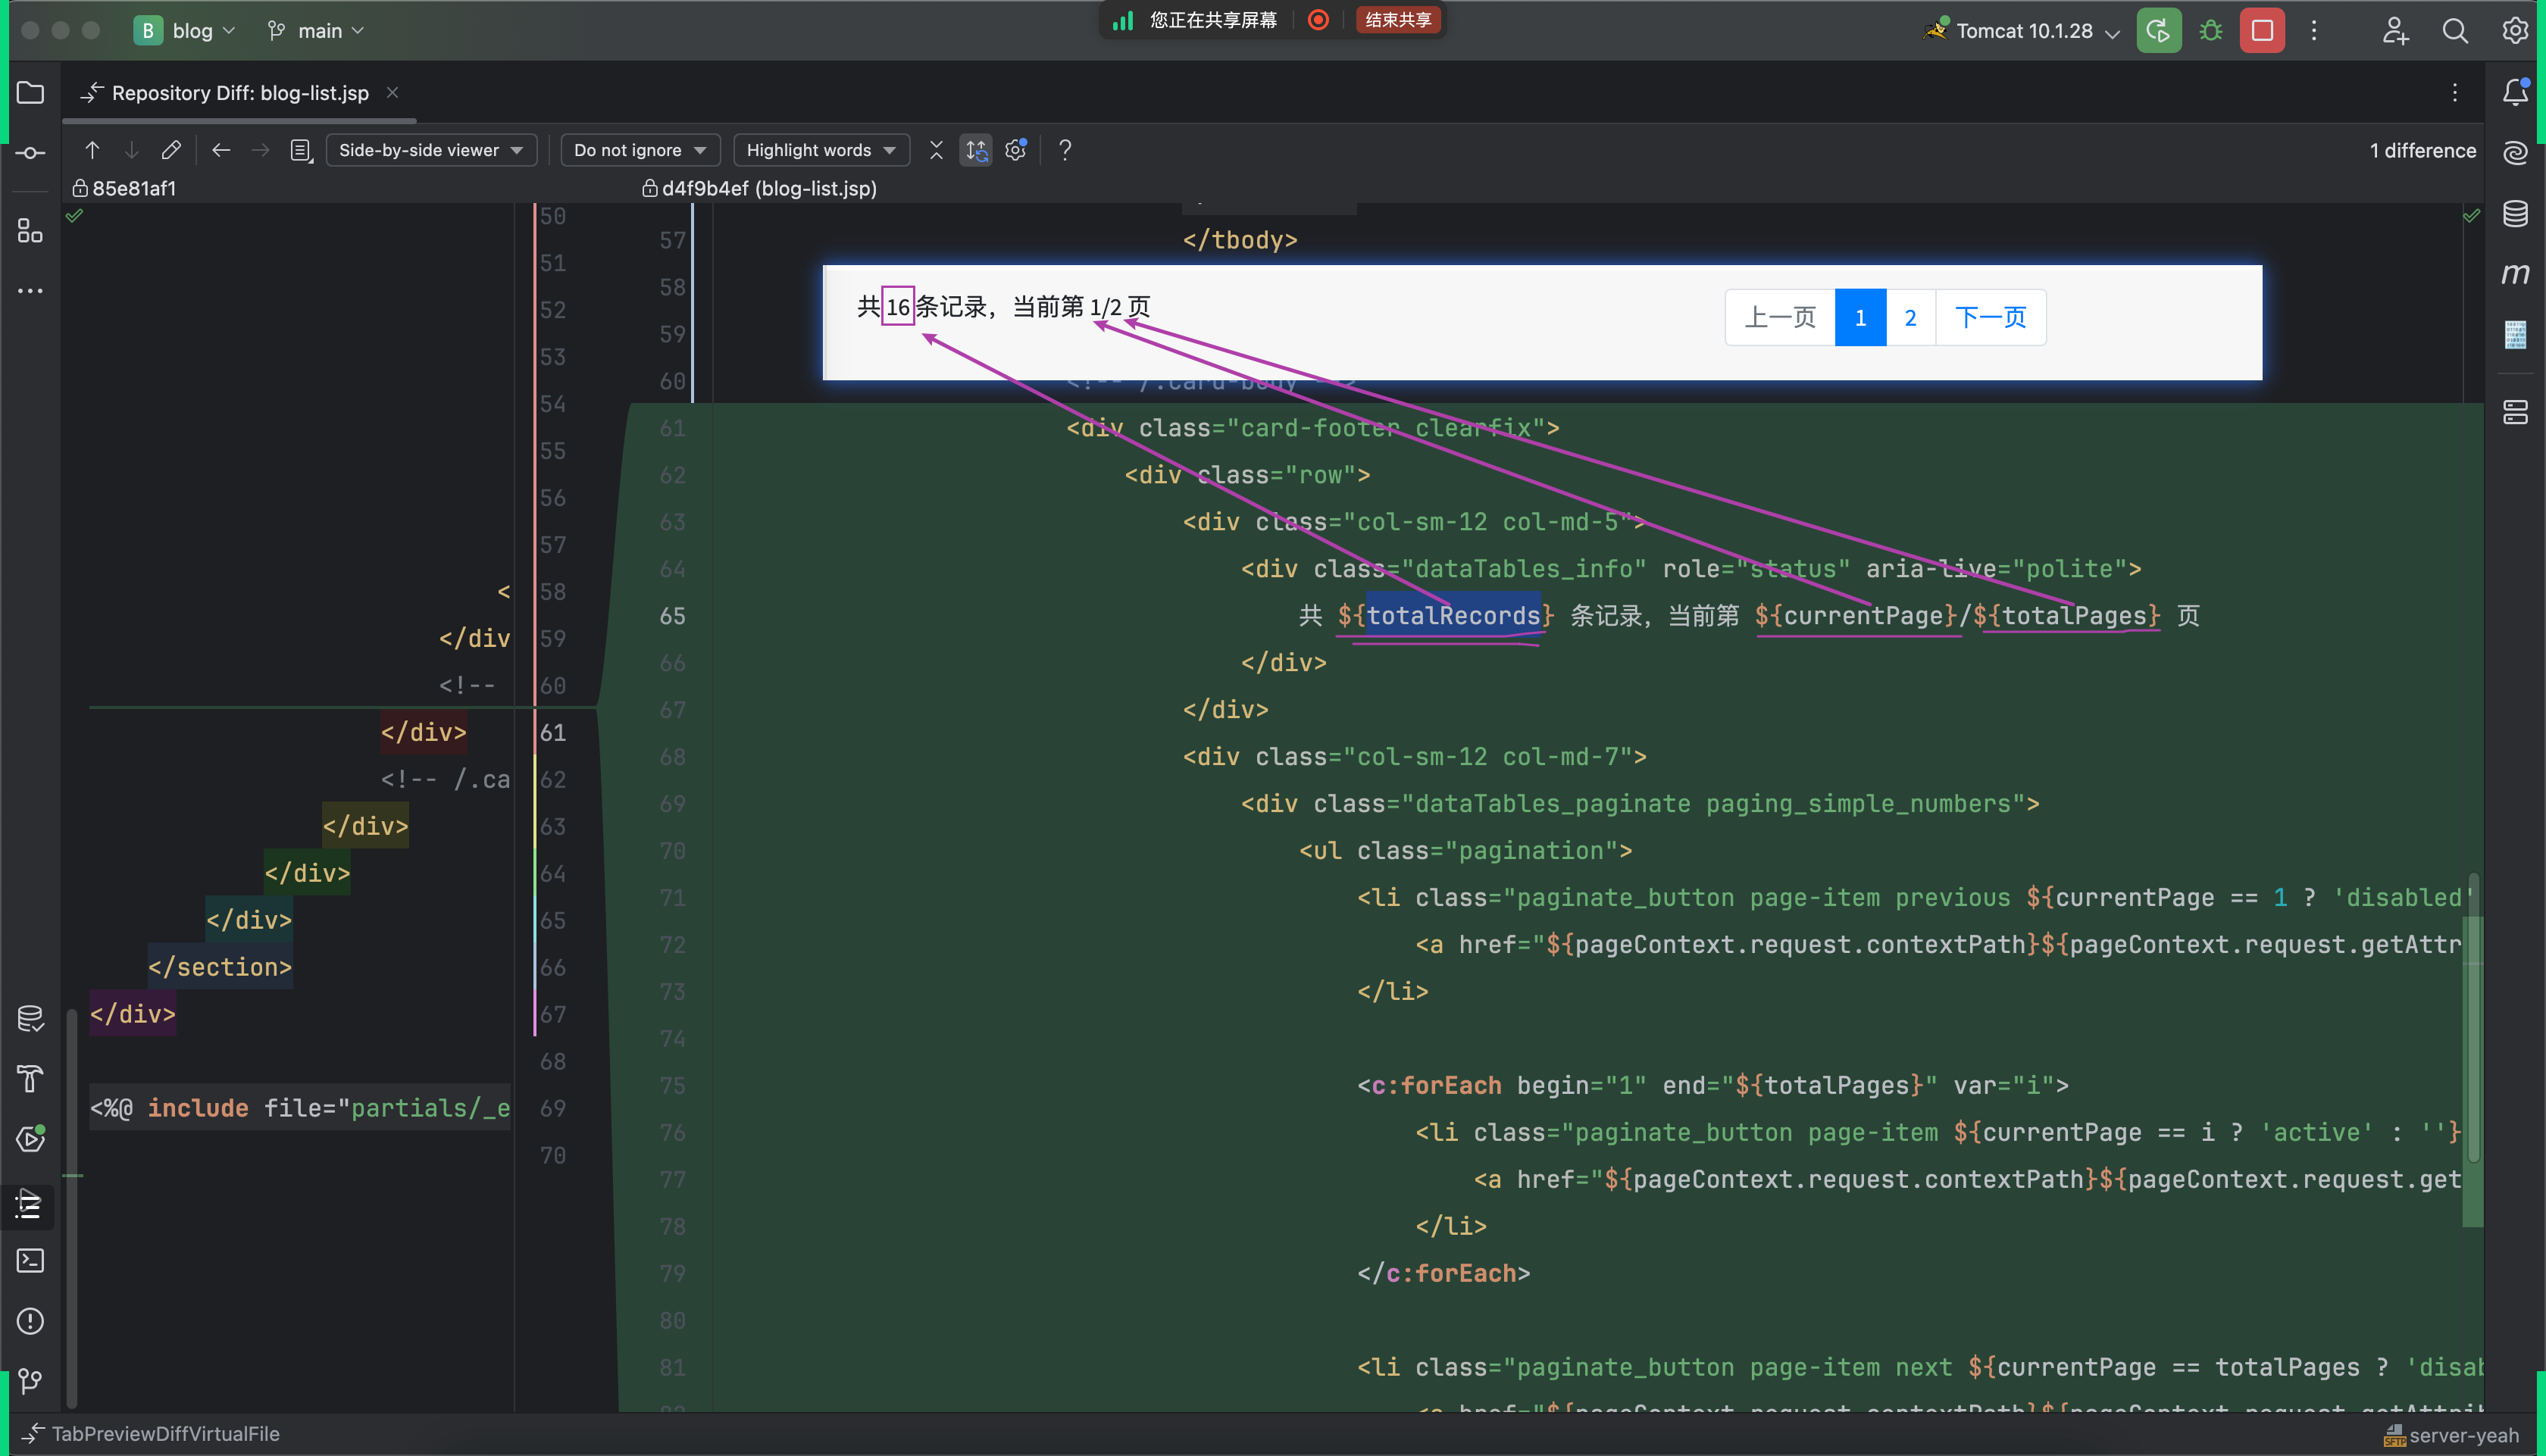 B blog main 您正在共享屏幕 结束共享 Tomcat 10.1.28
Repository Diff: blog-list.jsp
Side-by-side viewer Do not ignore Highlight words ? 1 difference
85e81af1 d4f9b4ef (blog-list.jsp)
50
57 </tbody>
51
58
共 16 条记录，当前第 1/2 页 上一页 1 2 下一页
52
59
53
60 <!-- /.card-body -->
54
61 <div class="card-footer clearfix">
55
62 <div class="row">
56
63 <div class="col-sm-12 col-md-5">
57
64 <div class="dataTables_info" role="status" aria-live="polite">
< 58
65 共 ${totalRecords} 条记录，当前第 ${currentPage}/${totalPages} 页
</div 59
66 </div>
<!-- 60
67 </div>
</div> 61
68 <div class="col-sm-12 col-md-7">
<!-- /.ca 62
69 <div class="dataTables_paginate paging_simple_numbers">
</div> 63
70 <ul class="pagination">
</div> 64
71 <li class="paginate_button page-item previous ${currentPage == 1 ? 'disabled'
</div> 65
72 <a href="${pageContext.request.contextPath}${pageContext.request.getAttr
</section> 66
73 </li>
</div> 67
74
68
75 <c:forEach begin="1" end="${totalPages}" var="i">
<%@ include file="partials/_e 69
76 <li class="paginate_button page-item ${currentPage == i ? 'active' : ''}
70
77 <a href="${pageContext.request.contextPath}${pageContext.request.get
78 </li>
79 </c:forEach>
80
81 <li class="paginate_button page-item next ${currentPage == totalPages ? 'disab
<a href="${pageContext.request.contextPath}${pageContext.request.getAttrib
TabPreviewDiffVirtualFile SFTP server-yeah